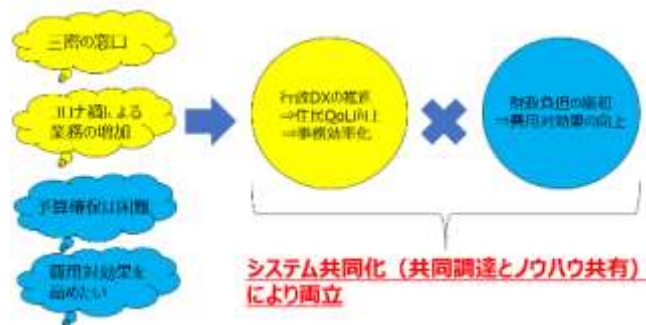 三密の窓口
コロナ禍による
業務の増加
予算確保は困難
費用対効果を
高めたい
行政DXの推進
⇒住民QoL向上
⇒事務効率化
財政負担の緩和
⇒費用対効果の向上
システム共同化（共同調達とノウハウ共有）
により両立